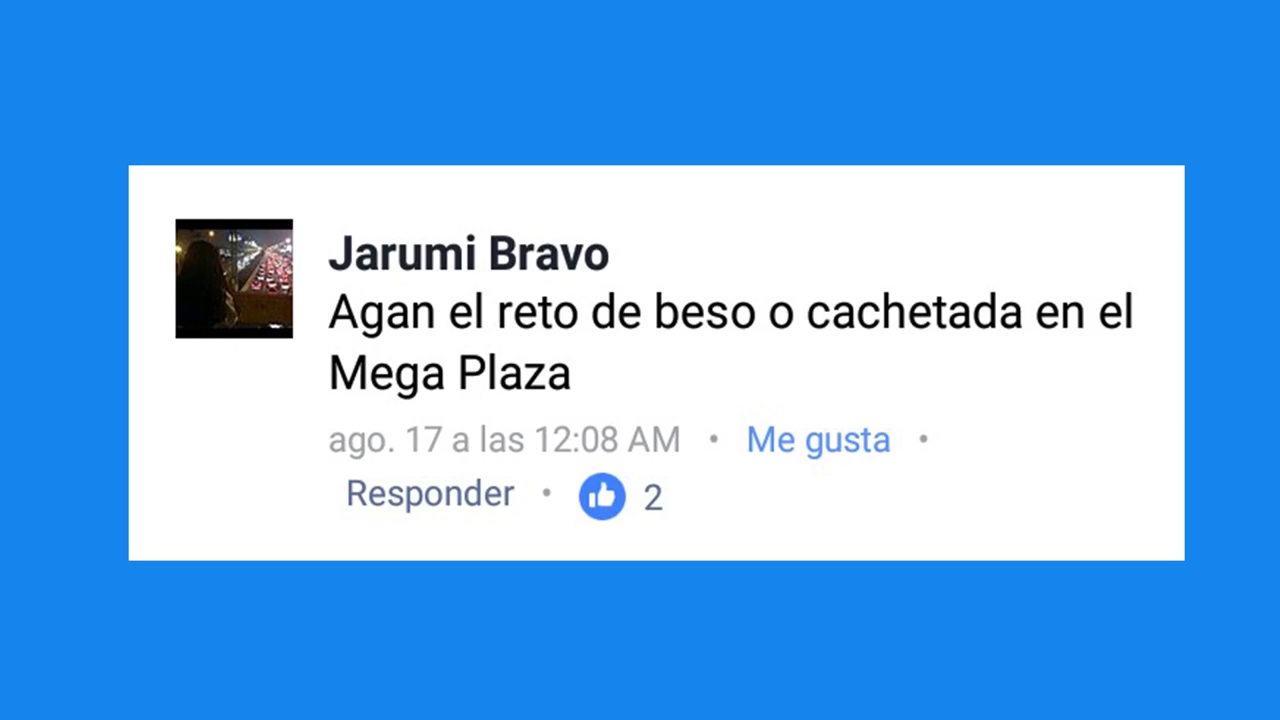 Jarumi Bravo
Agan el reto de beso o cachetada en el
Mega Plaza
ago. 17 a las 12:08 AM • Me gusta •
Responder • 2